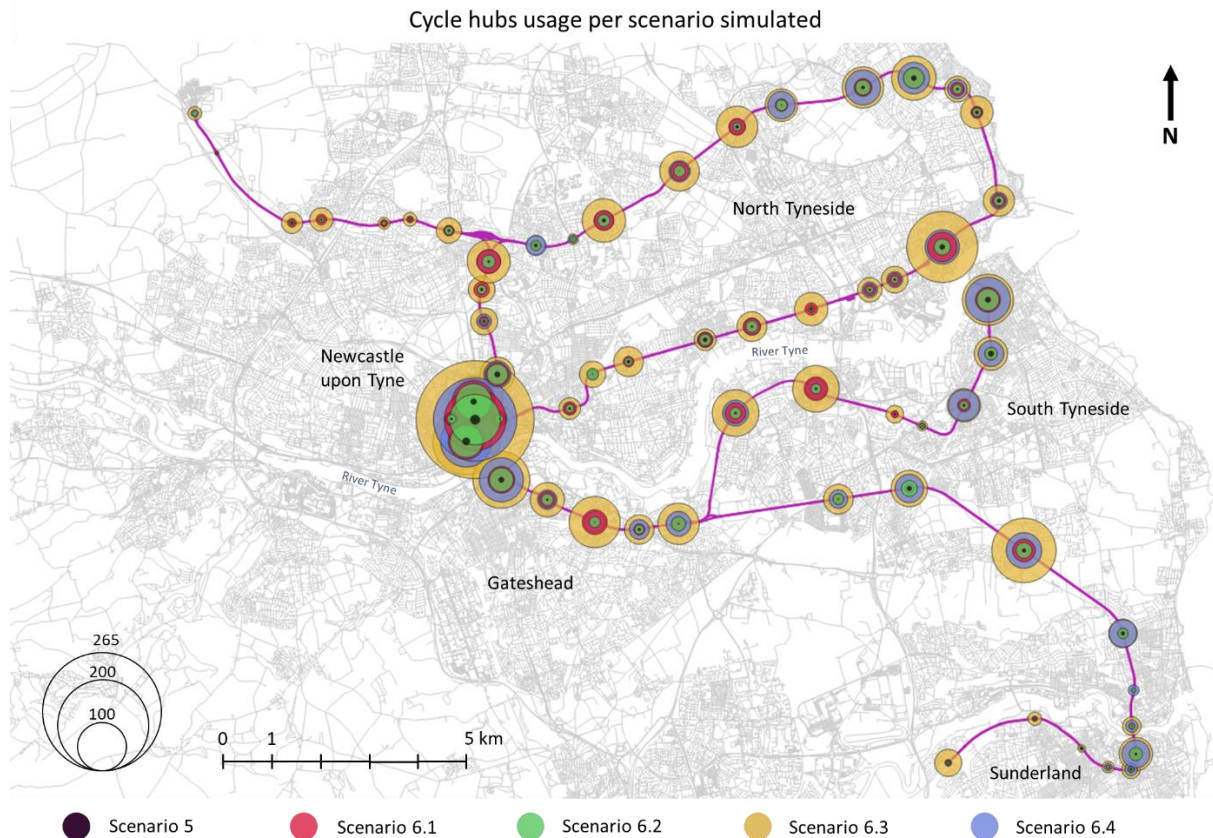 Cycle hubs usage per scenario simulated
N
North Tyneside
Newcastle
upon Tyne
River Tyne
South Tyneside
River Tyne
Gateshead
265
200
100
0 1 5 km
Sunderland
Scenario 5 Scenario 6.1 Scenario 6.2 Scenario 6.3 Scenario 6.4